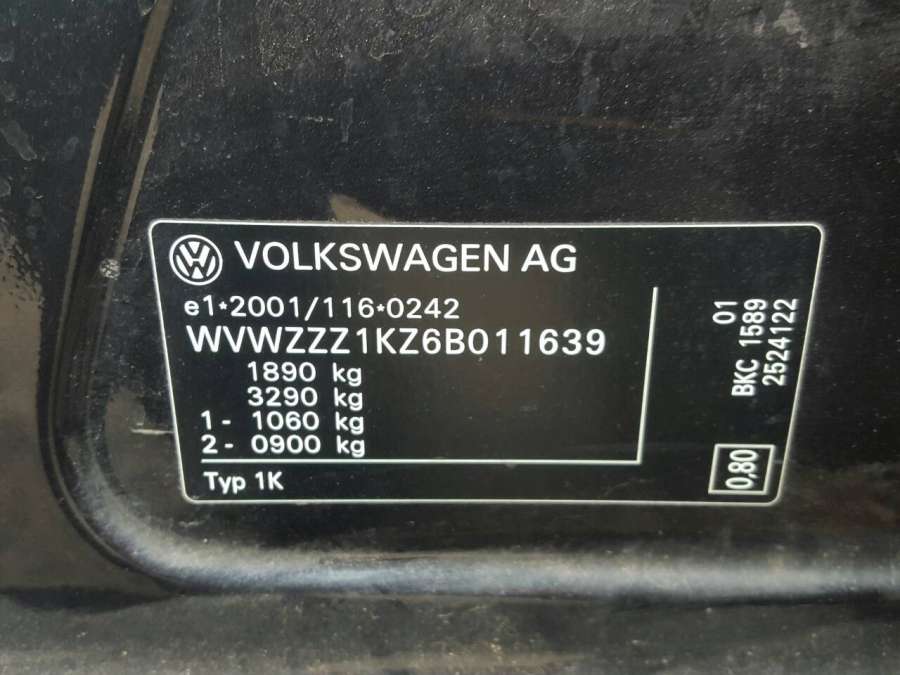 VOLKSWAGEN AG
e1*2001/116*0242
WVWZZZ1KZ6B011639
1890 kg
3290 kg
1- 1060 kg
2- 0900 kg
Typ 1K
01
BKC 1589
2524122
0,80